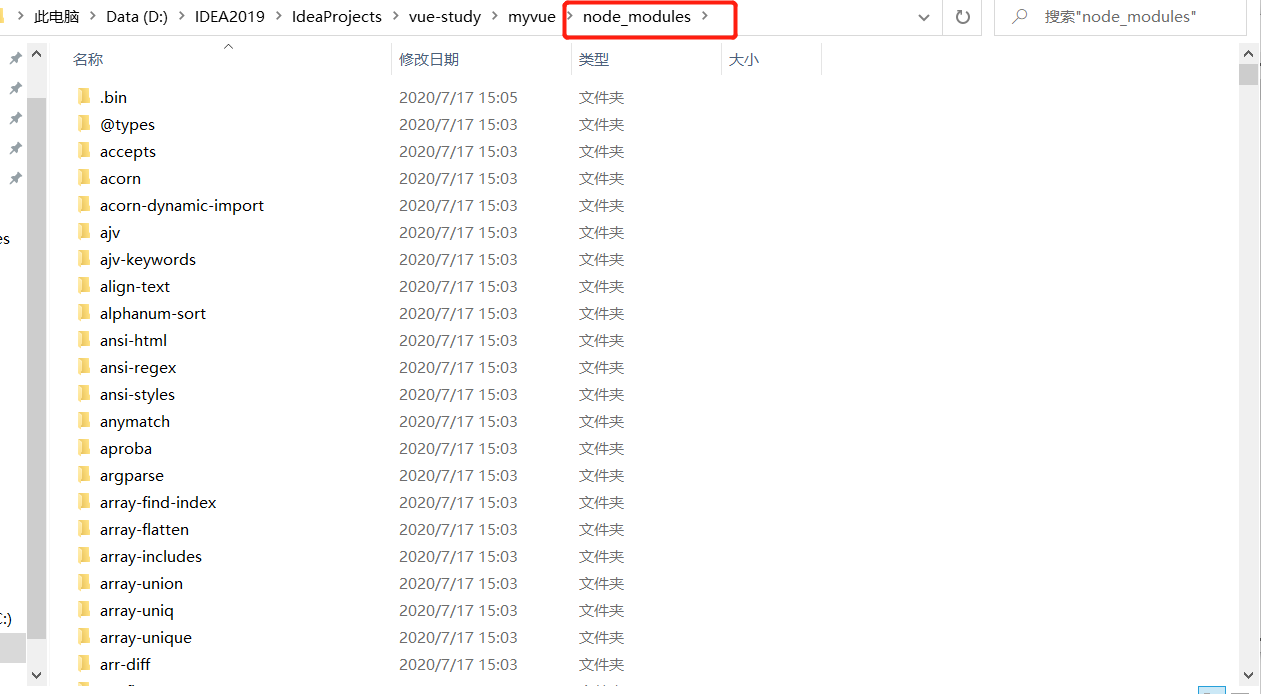 此电脑 > Data (D:) > IDEA2019 > IdeaProjects > vue-study > myvue > node_modules >
搜索"node_modules"
名称 修改日期 类型 大小
.bin 2020/7/17 15:05 文件夹
@types 2020/7/17 15:03 文件夹
accepts 2020/7/17 15:03 文件夹
acorn 2020/7/17 15:03 文件夹
acorn-dynamic-import 2020/7/17 15:03 文件夹
es
ajv 2020/7/17 15:03 文件夹
ajv-keywords 2020/7/17 15:03 文件夹
align-text 2020/7/17 15:03 文件夹
alphanum-sort 2020/7/17 15:03 文件夹
ansi-html 2020/7/17 15:03 文件夹
ansi-regex 2020/7/17 15:03 文件夹
ansi-styles 2020/7/17 15:03 文件夹
anymatch 2020/7/17 15:03 文件夹
aproba 2020/7/17 15:03 文件夹
argparse 2020/7/17 15:03 文件夹
array-find-index 2020/7/17 15:03 文件夹
array-flatten 2020/7/17 15:03 文件夹
array-includes 2020/7/17 15:03 文件夹
array-union 2020/7/17 15:03 文件夹
array-uniq 2020/7/17 15:03 文件夹
:)
array-unique 2020/7/17 15:03 文件夹
arr-diff 2020/7/17 15:03 文件夹